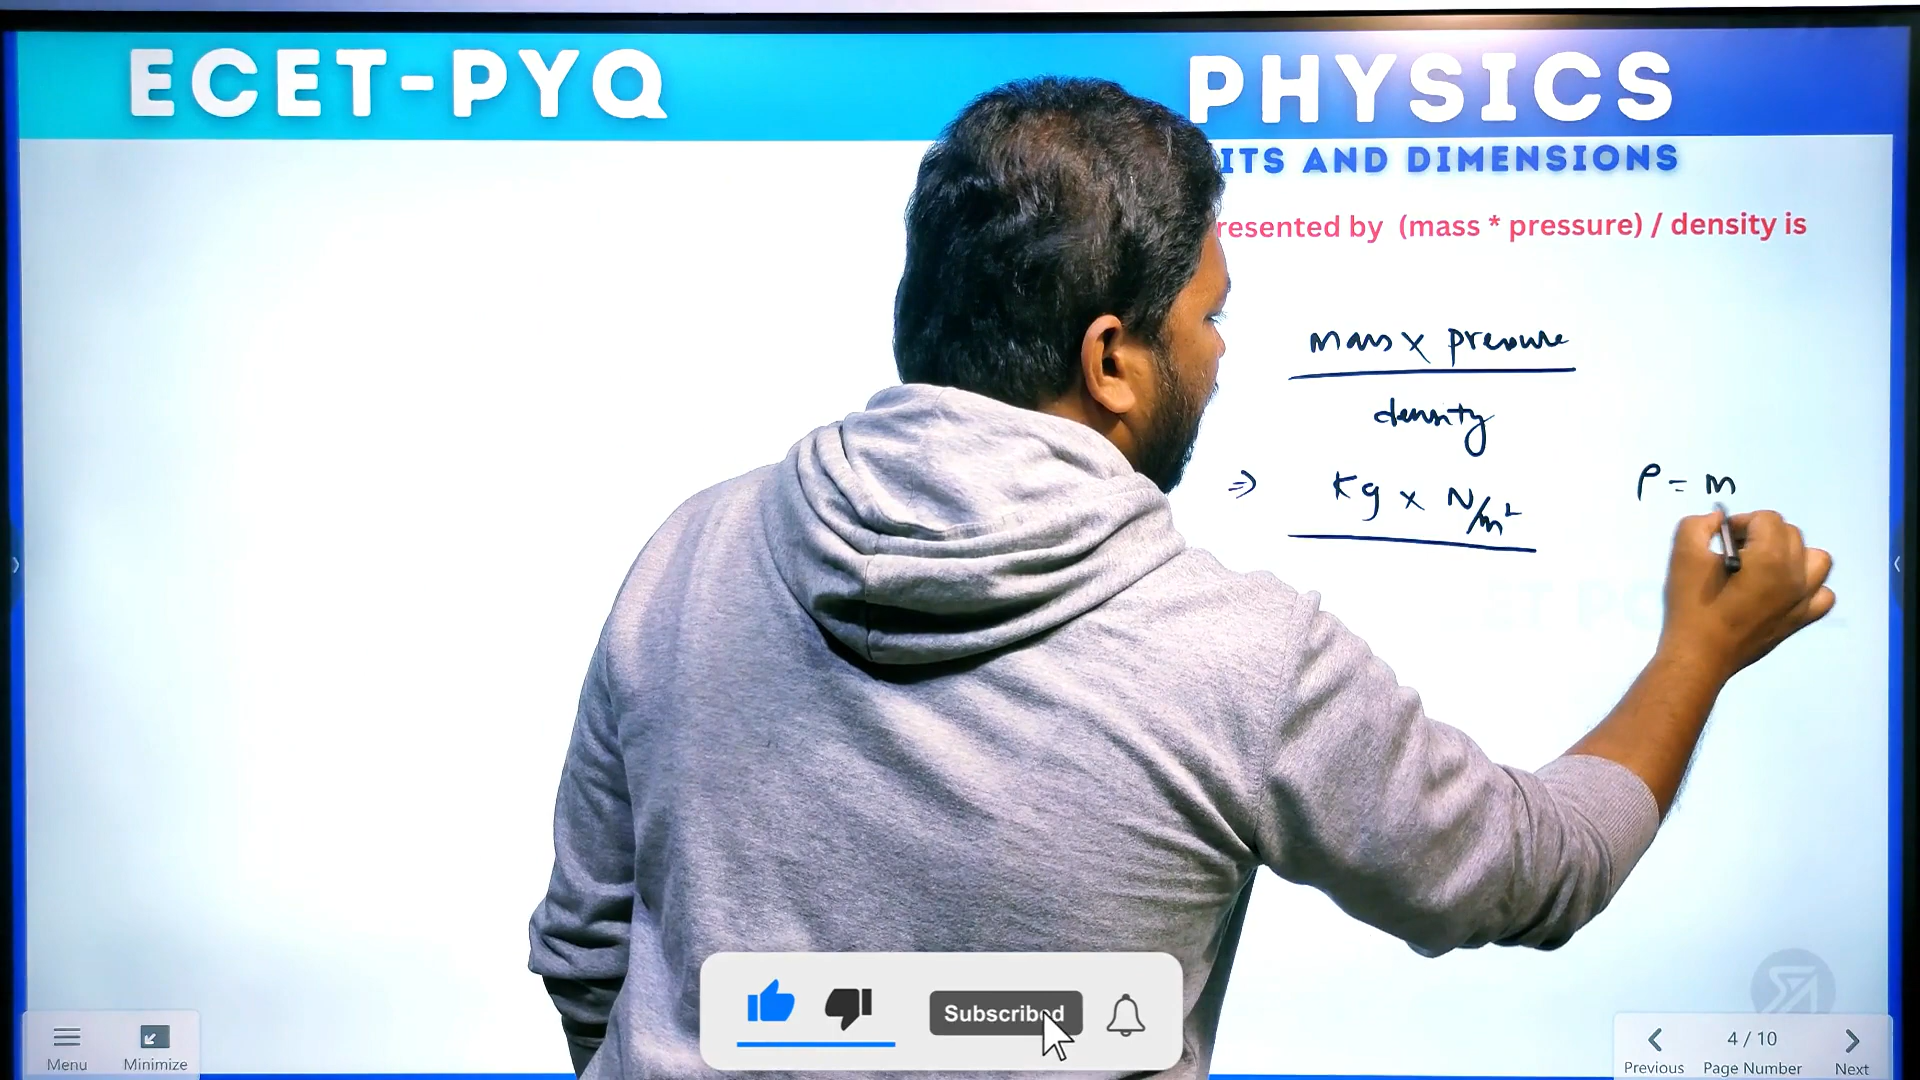 ECET-PYQ
PHYSICS
ITS AND DIMENSIONS
resented by (mass * pressure) / density is
mass x pressure
density
⇒ Kg x N/m²
ρ = m
Subscribed
Menu
Minimize
4 / 10
Previous
Page Number
Next